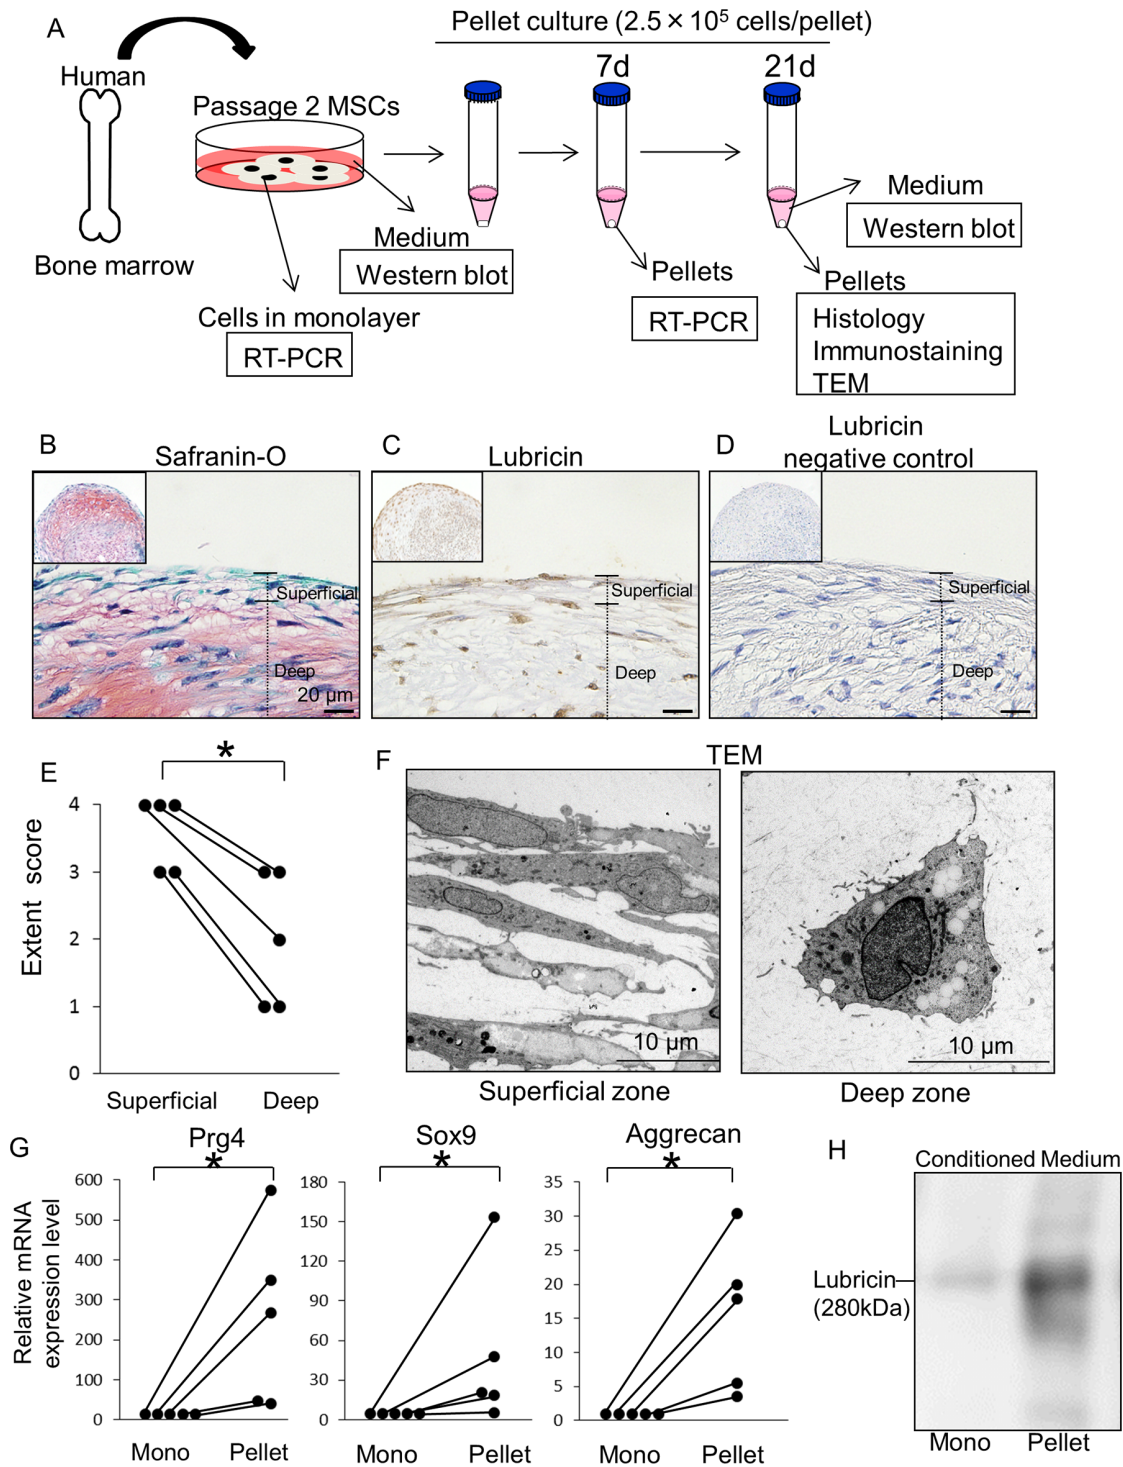 A
Pellet culture (2.5 × 10⁵ cells/pellet)
Human
7d
21d
Passage 2 MSCs
Medium
Western blot
Medium
Western blot
Bone marrow
Pellets
RT-PCR
Pellets
Histology
Immunostaining
TEM
Cells in monolayer
RT-PCR
B
Safranin-O
Superficial
Deep
20 μm
C
Lubricin
Superficial
Deep
D
Lubricin
negative control
Superficial
Deep
E
*
Extent score
4
3
2
1
0
Superficial
Deep
F
TEM
10 μm
Superficial zone
10 μm
Deep zone
G
Relative mRNA
expression level
Prg4
*
600
500
400
300
200
100
0
Mono
Pellet
Sox9
*
180
150
120
90
60
30
0
Mono
Pellet
Aggrecan
*
35
30
25
20
15
10
5
0
Mono
Pellet
H
Conditioned Medium
Lubricin
(280kDa)
Mono
Pellet